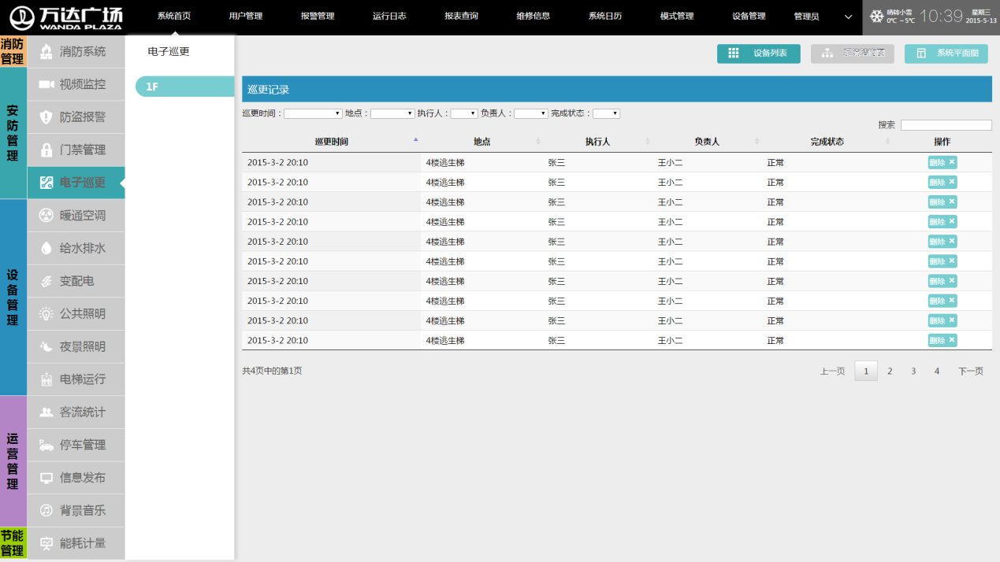 万达广场
WANDA PLAZA
系统首页
用户管理
报警管理
运行日志
报表查询
维修信息
系统日历
模式管理
设备管理
管理员
晴转小雪
0℃ ~5℃
10:39
星期三
2015-5-13
消防
管理
安防管理
设备管理
运营管理
节能
管理
消防系统
视频监控
防盗报警
门禁管理
电子巡更
暖通空调
给水排水
变配电
公共照明
夜景照明
电梯运行
客流统计
停车管理
信息发布
背景音乐
能耗计量
电子巡更
1F
设备列表
系统平面图
巡更记录
巡更时间： 地点： 执行人： 负责人： 完成状态：
搜索
巡更时间 地点 执行人 负责人 完成状态 操作
2015-3-2 20:10 4楼逃生梯 张三 王小二 正常 删除 ×
2015-3-2 20:10 4楼逃生梯 张三 王小二 正常 删除 ×
2015-3-2 20:10 4楼逃生梯 张三 王小二 正常 删除 ×
2015-3-2 20:10 4楼逃生梯 张三 王小二 正常 删除 ×
2015-3-2 20:10 4楼逃生梯 张三 王小二 正常 删除 ×
2015-3-2 20:10 4楼逃生梯 张三 王小二 正常 删除 ×
2015-3-2 20:10 4楼逃生梯 张三 王小二 正常 删除 ×
2015-3-2 20:10 4楼逃生梯 张三 王小二 正常 删除 ×
2015-3-2 20:10 4楼逃生梯 张三 王小二 正常 删除 ×
2015-3-2 20:10 4楼逃生梯 张三 王小二 正常 删除 ×
共4页中的第1页
上一页 1 2 3 4 下一页